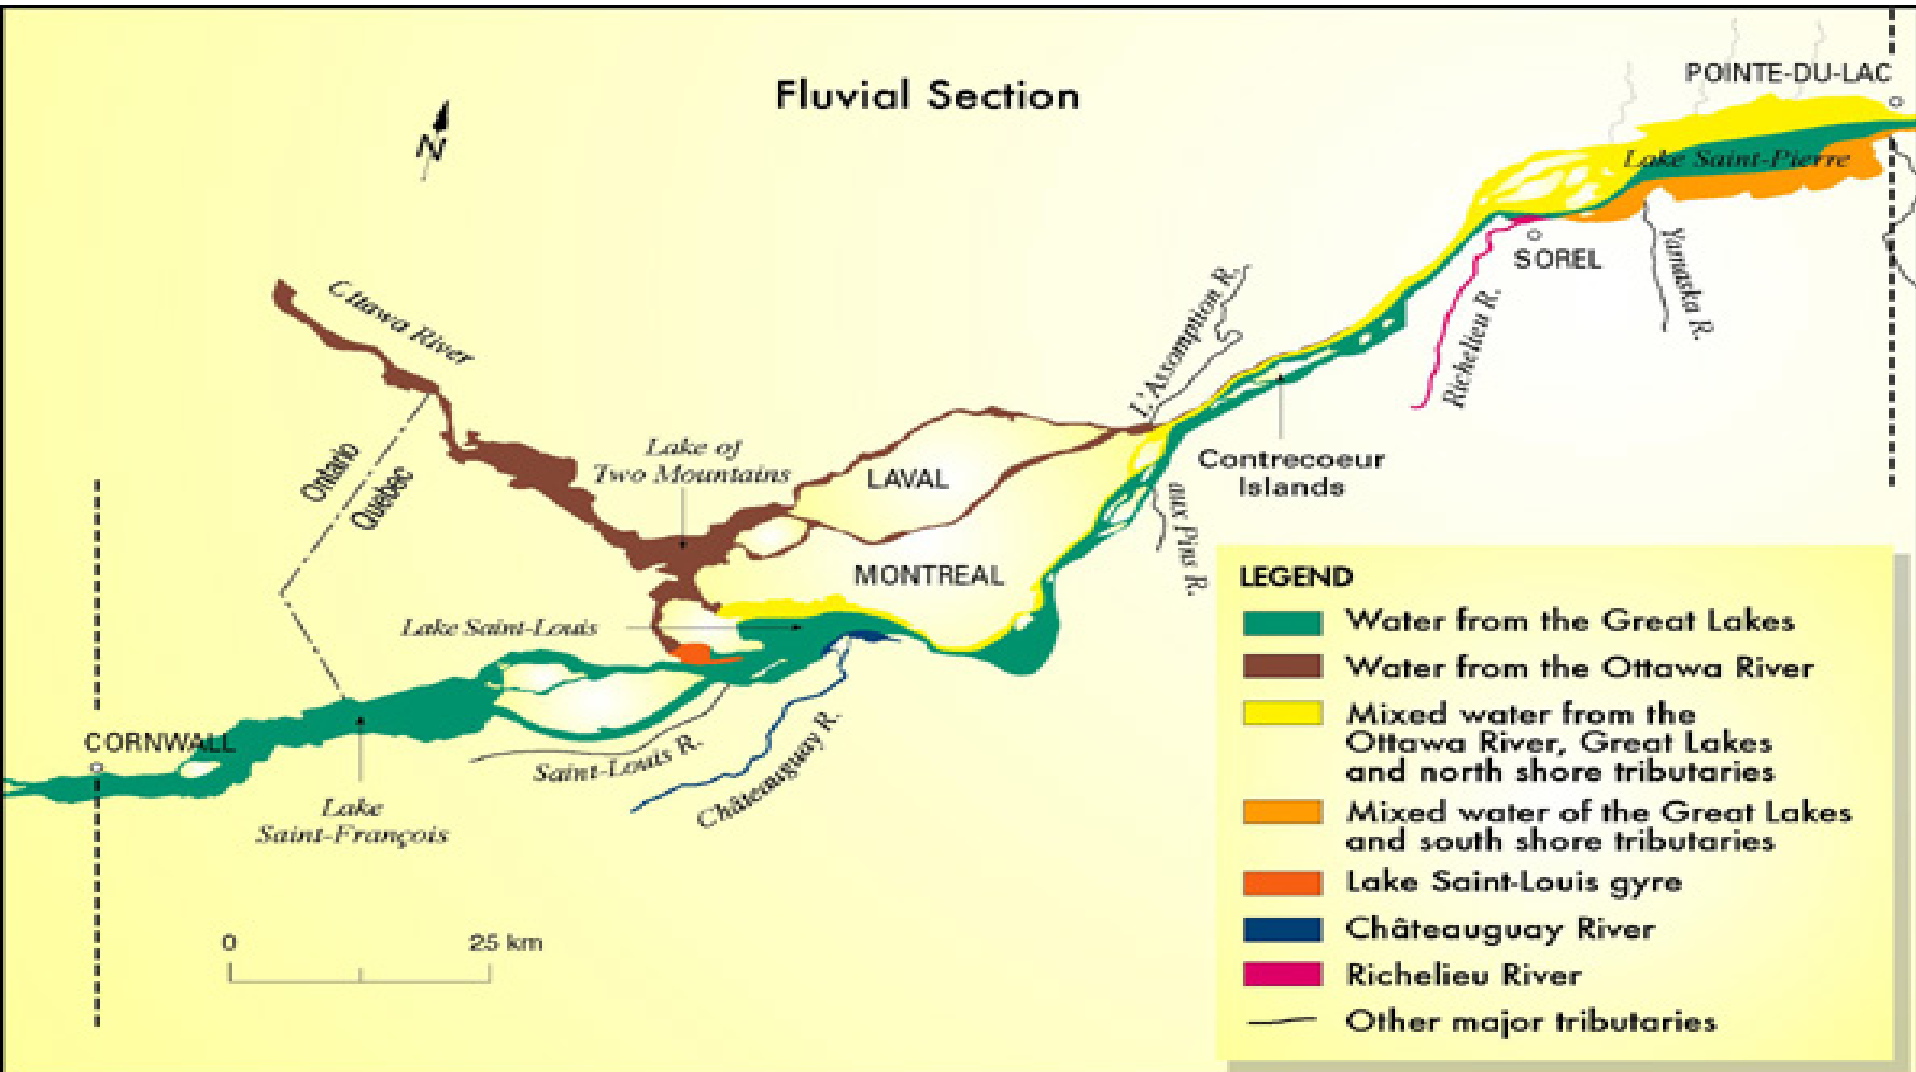 Fluvial Section
POINTE-DU-LAC
N
Lake Saint-Pierre
SOREL
Yamaska R.
Richelieu R.
L'Assomption R.
Ottawa River
Ontario
Quebec
Lake of
Two Mountains
LAVAL
Contrecoeur
Islands
aux Pins R.
MONTREAL
Lake Saint-Louis
CORNWALL
Saint-Louis R.
Châteauguay R.
Lake
Saint-François
0 25 km
LEGEND
Water from the Great Lakes
Water from the Ottawa River
Mixed water from the
Ottawa River, Great Lakes
and north shore tributaries
Mixed water of the Great Lakes
and south shore tributaries
Lake Saint-Louis gyre
Châteauguay River
Richelieu River
Other major tributaries